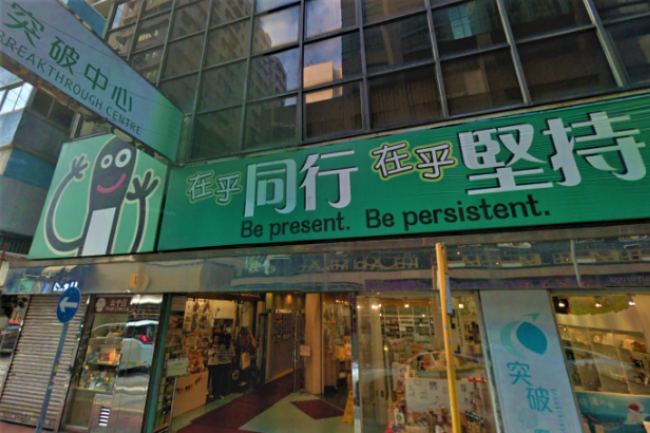 突破中心
BREAKTHROUGH CENTRE
在乎同行 在乎堅持
Be present. Be persistent.
突破